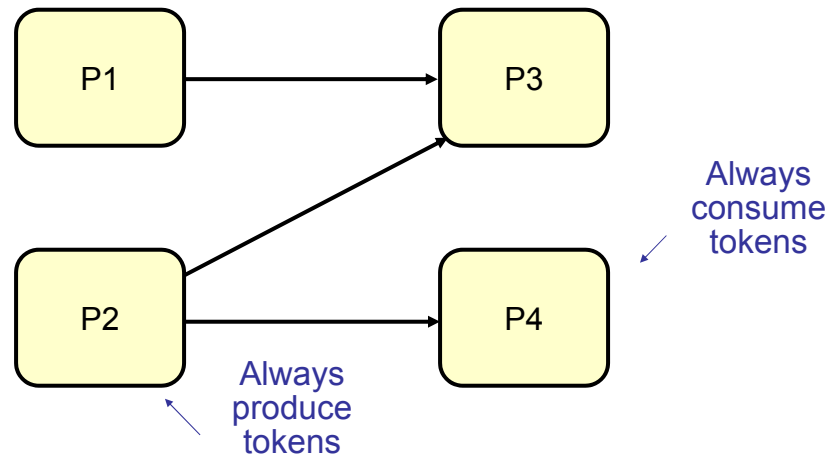 P1
P3
Always
consume
tokens
P2
P4
Always
produce
tokens